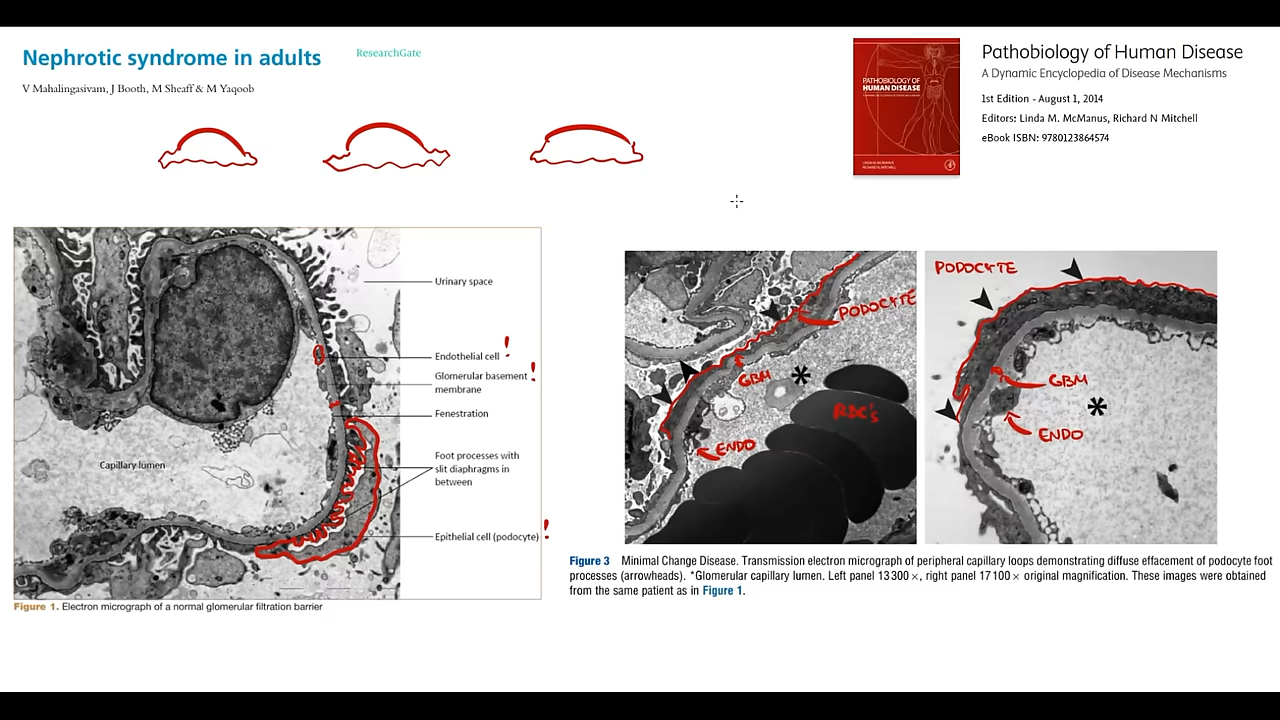 Nephrotic syndrome in adults
ResearchGate
V Mahalingasivam, J Booth, M Sheaff & M Yaqoob
PATHOBIOLOGY OF
HUMAN DISEASE
Pathobiology of Human Disease
A Dynamic Encyclopedia of Disease Mechanisms
1st Edition - August 1, 2014
Editors: Linda M. McManus, Richard N Mitchell
eBook ISBN: 9780123864574
Urinary space
Endothelial cell !
Glomerular basement !
membrane
Fenestration
Capillary lumen
Foot processes with
slit diaphragms in
between
Epithelial cell (podocyte) !
Figure 1. Electron micrograph of a normal glomerular filtration barrier
PODOCYTE
GBM
*
RBC's
ENDO
PODOCYTE
GBM
*
ENDO
Figure 3 Minimal Change Disease. Transmission electron micrograph of peripheral capillary loops demonstrating diffuse effacement of podocyte foot
processes (arrowheads). *Glomerular capillary lumen. Left panel 13 300 ×, right panel 17 100 × original magnification. These images were obtained
from the same patient as in Figure 1.